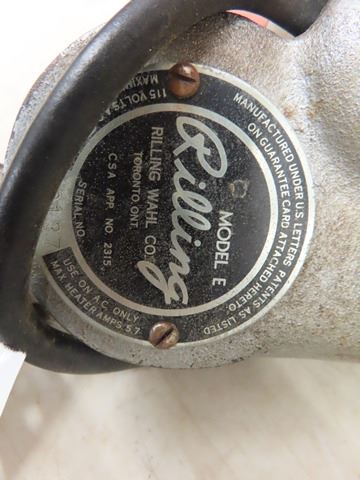 MANUFACTURED UNDER U.S. LETTERS PATENTS AS LISTED
ON GUARANTEE CARD ATTACHED HERETO.
MODEL E
Rilling
RILLING WAHL CO.
TORONTO, ONT.
CSA APP. NO. 2315.
SERIAL NO.
115 VOLTS
USE ON A.C. ONLY
MAX HEATER AMPS. 5.7